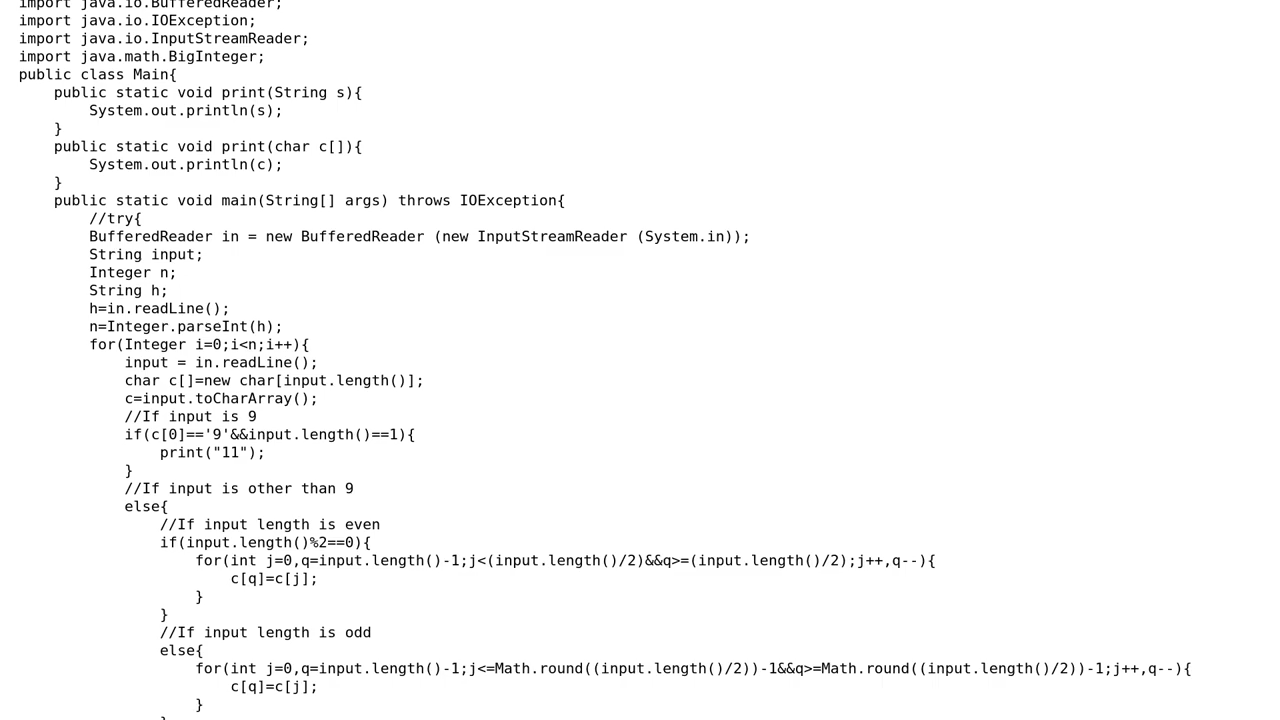 import java.io.BufferedReader;
import java.io.IOException;
import java.io.InputStreamReader;
import java.math.BigInteger;
public class Main{
    public static void print(String s){
        System.out.println(s);
    }
    public static void print(char c[]){
        System.out.println(c);
    }
    public static void main(String[] args) throws IOException{
        //try{
        BufferedReader in = new BufferedReader (new InputStreamReader (System.in));
        String input;
        Integer n;
        String h;
        h=in.readLine();
        n=Integer.parseInt(h);
        for(Integer i=0;i<n;i++){
            input = in.readLine();
            char c[]=new char[input.length()];
            c=input.toCharArray();
            //If input is 9
            if(c[0]=='9'&&input.length()==1){
                print("11");
            }
            //If input is other than 9
            else{
                //If input length is even
                if(input.length()%2==0){
                    for(int j=0,q=input.length()-1;j<(input.length()/2)&&q>=(input.length()/2);j++,q--){
                        c[q]=c[j];
                    }
                }
                //If input length is odd
                else{
                    for(int j=0,q=input.length()-1;j<=Math.round((input.length()/2))-1&&q>=Math.round((input.length()/2))-1;j++,q--){
                        c[q]=c[j];
                    }
                }